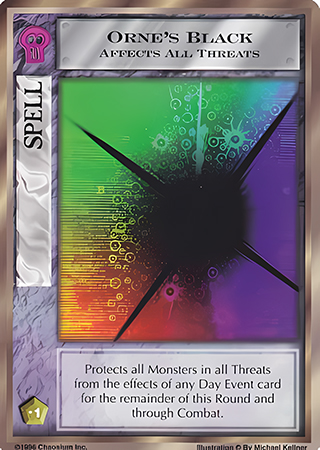 ORNE'S BLACK
AFFECTS ALL THREATS
SPELL
Protects all Monsters in all Threats
from the effects of any Day Event card
for the remainder of this Round and
through Combat.
-1
©1996 Chaosium Inc.
Illustration © By Michael Kellner